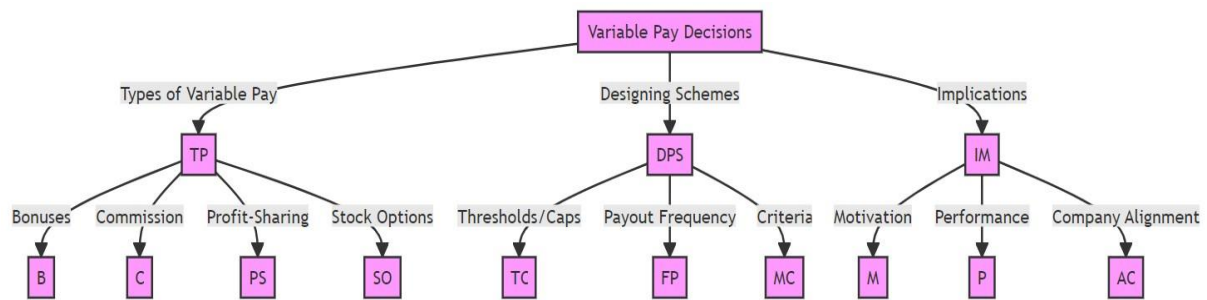 Variable Pay Decisions
Types of Variable Pay
Designing Schemes
Implications
TP
DPS
IM
Bonuses
Commission
Profit-Sharing
Stock Options
Thresholds/Caps
Payout Frequency
Criteria
Motivation
Performance
Company Alignment
B
C
PS
SO
TC
FP
MC
M
P
AC